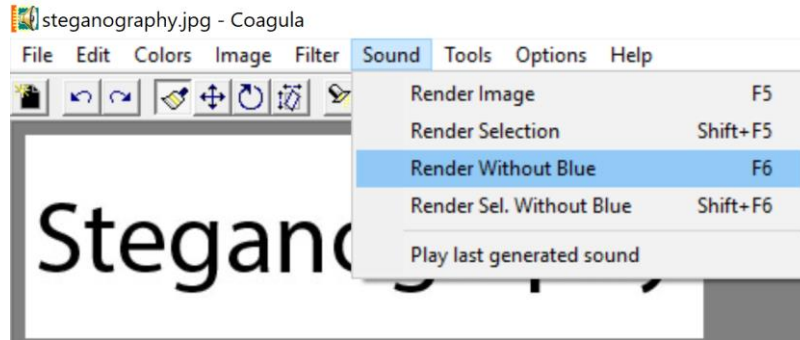 steganography.jpg - Coagula
File Edit Colors Image Filter Sound Tools Options Help
Render Image F5
Render Selection Shift+F5
Render Without Blue F6
Render Sel. Without Blue Shift+F6
Play last generated sound